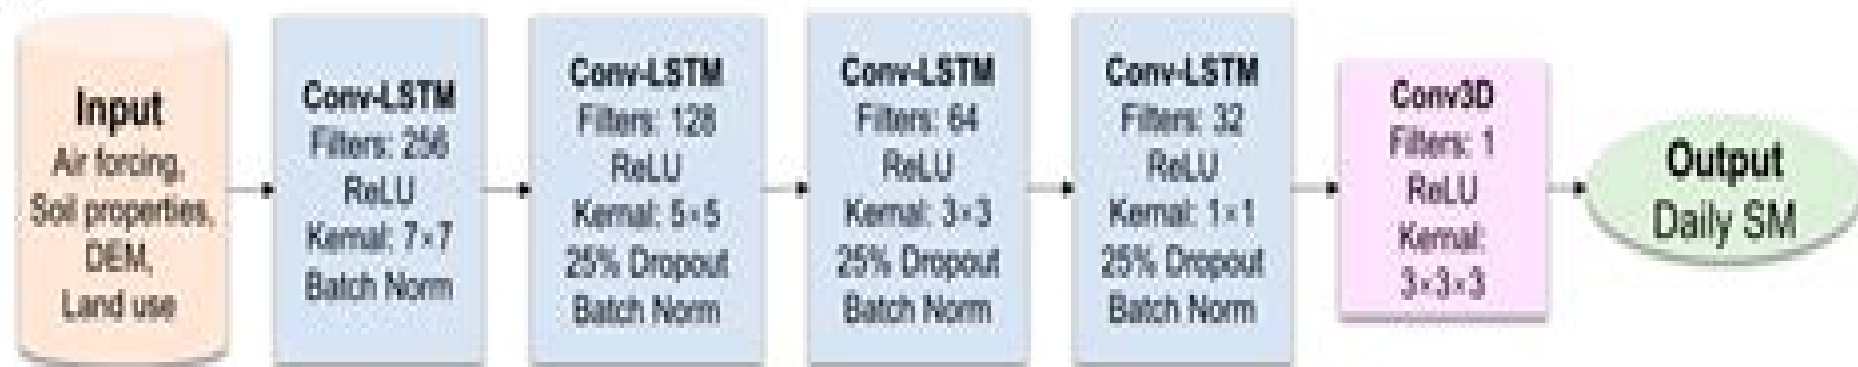 Input
Air forcing,
Soil properties,
DEM,
Land use
Conv-LSTM
Filters: 256
ReLU
Kernal: 7×7
Batch Norm
Conv-LSTM
Filters: 128
ReLU
Kernal: 5×5
25% Dropout
Batch Norm
Conv-LSTM
Filters: 64
ReLU
Kernal: 3×3
25% Dropout
Batch Norm
Conv-LSTM
Filters: 32
ReLU
Kernal: 1×1
25% Dropout
Batch Norm
Conv3D
Filters: 1
ReLU
Kernal:
3×3×3
Output
Daily SM